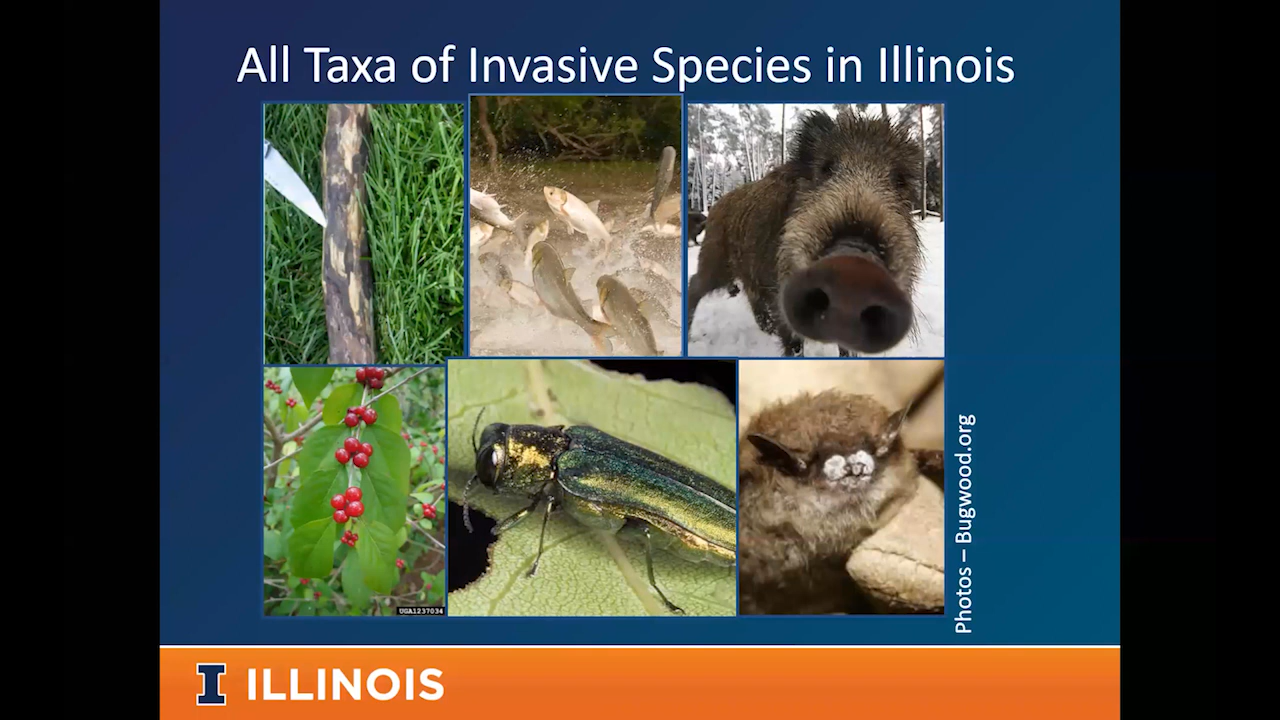 All Taxa of Invasive Species in Illinois
UGA1237034
Photos – Bugwood.org
I ILLINOIS